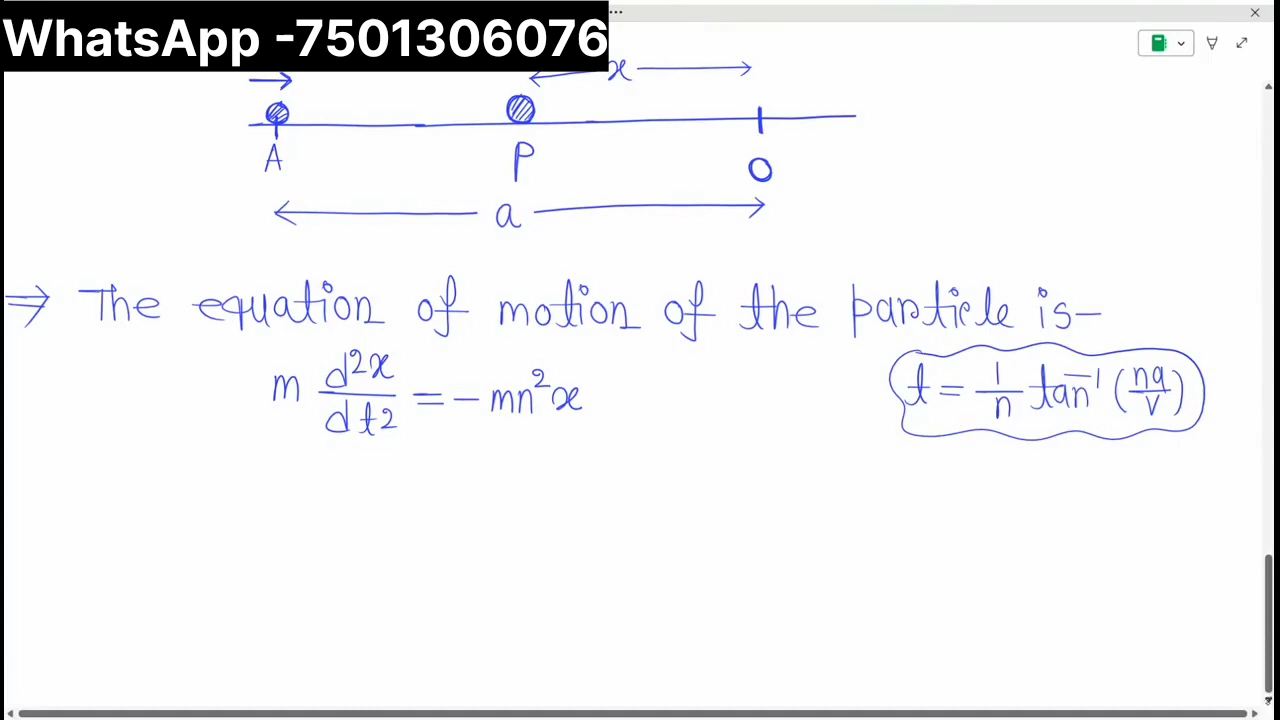 WhatsApp -7501306076
x
A P O
a
⇒ The equation of motion of the particle is–
m d²x/dt² = – mn²x
t = 1/n tan⁻¹ (na/v)